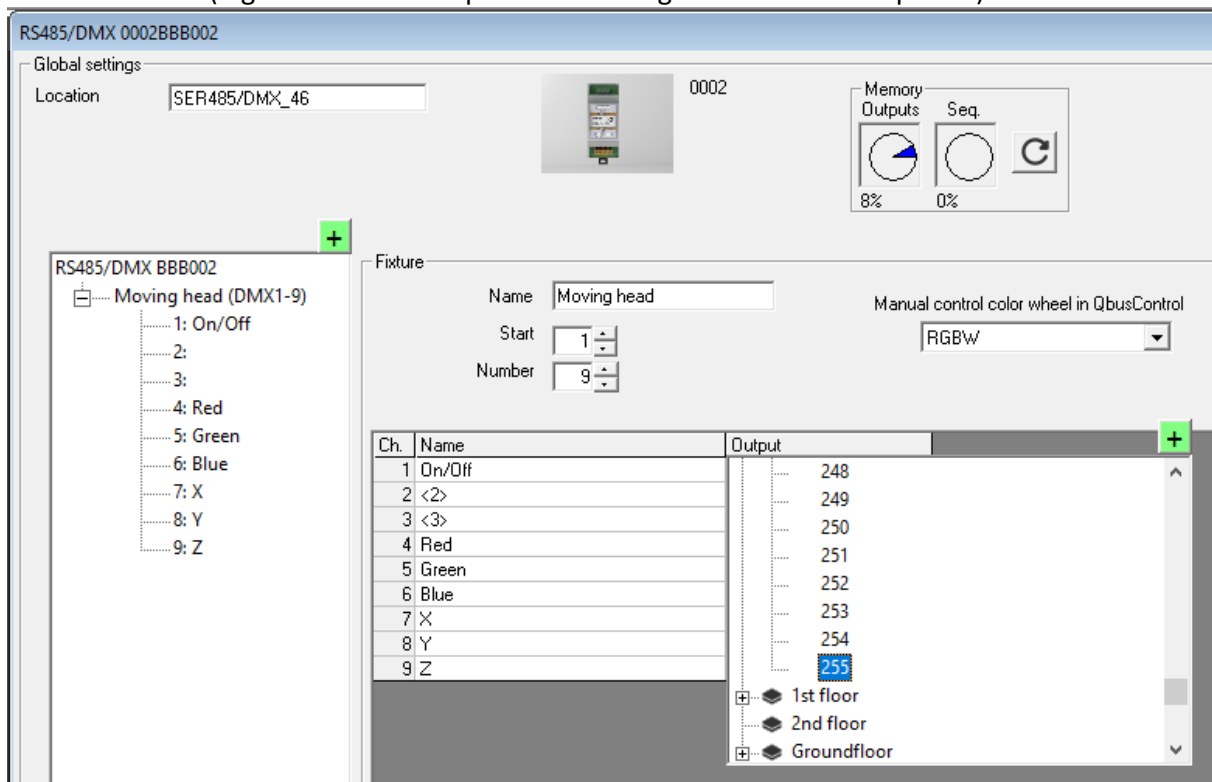 RS485/DMX 0002BBB002
Global settings
Location SER485/DMX_46
0002
Memory
Outputs Seq.
8% 0%
+
RS485/DMX BBB002
Moving head (DMX1-9)
1: On/Off
2:
3:
4: Red
5: Green
6: Blue
7: X
8: Y
9: Z
Fixture
Name Moving head
Start 1
Number 9
Manual control color wheel in QbusControl
RGBW
+
Ch. Name Output
1 On/Off
2 <2>
3 <3>
4 Red
5 Green
6 Blue
7 X
8 Y
9 Z
248
249
250
251
252
253
254
255
1st floor
2nd floor
Groundfloor